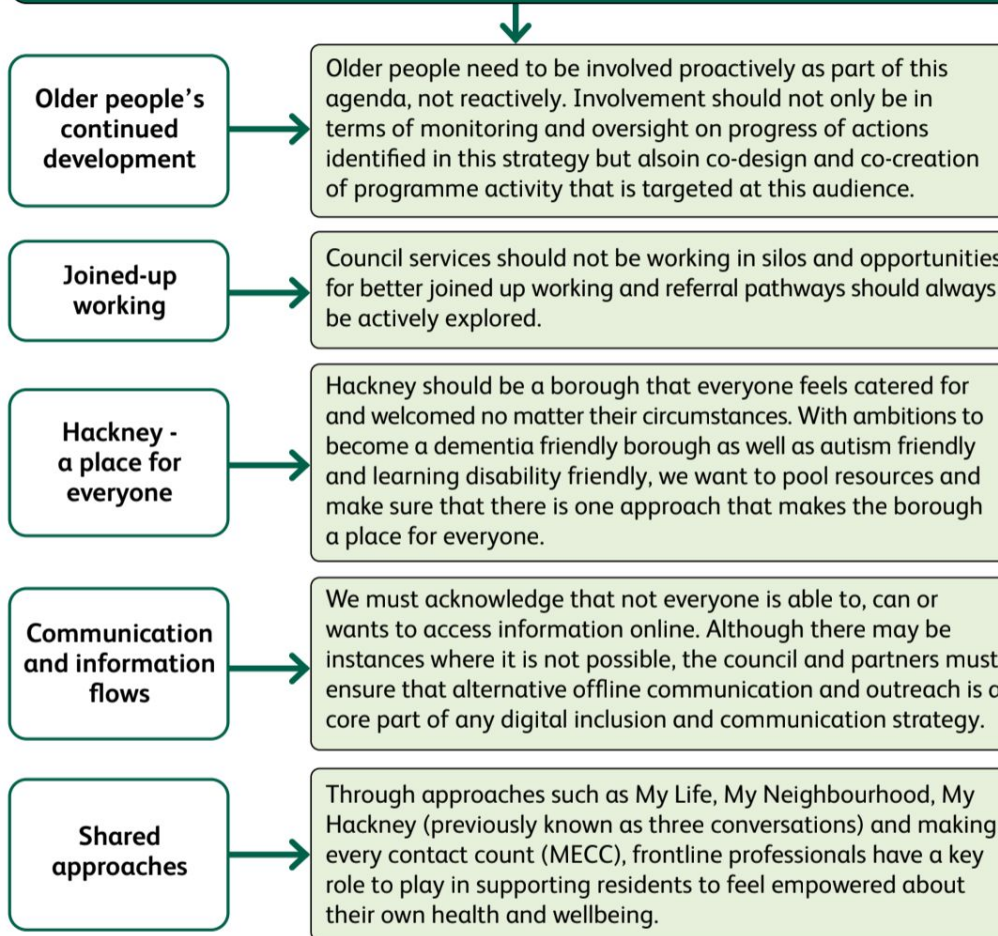 Older people's
continued
development
Older people need to be involved proactively as part of this
agenda, not reactively. Involvement should not only be in
terms of monitoring and oversight on progress of actions
identified in this strategy but alsoin co-design and co-creation
of programme activity that is targeted at this audience.
Joined-up
working
Council services should not be working in silos and opportunities
for better joined up working and referral pathways should always
be actively explored.
Hackney -
a place for
everyone
Hackney should be a borough that everyone feels catered for
and welcomed no matter their circumstances. With ambitions to
become a dementia friendly borough as well as autism friendly
and learning disability friendly, we want to pool resources and
make sure that there is one approach that makes the borough
a place for everyone.
Communication
and information
flows
We must acknowledge that not everyone is able to, can or
wants to access information online. Although there may be
instances where it is not possible, the council and partners must
ensure that alternative offline communication and outreach is a
core part of any digital inclusion and communication strategy.
Shared
approaches
Through approaches such as My Life, My Neighbourhood, My
Hackney (previously known as three conversations) and making
every contact count (MECC), frontline professionals have a key
role to play in supporting residents to feel empowered about
their own health and wellbeing.